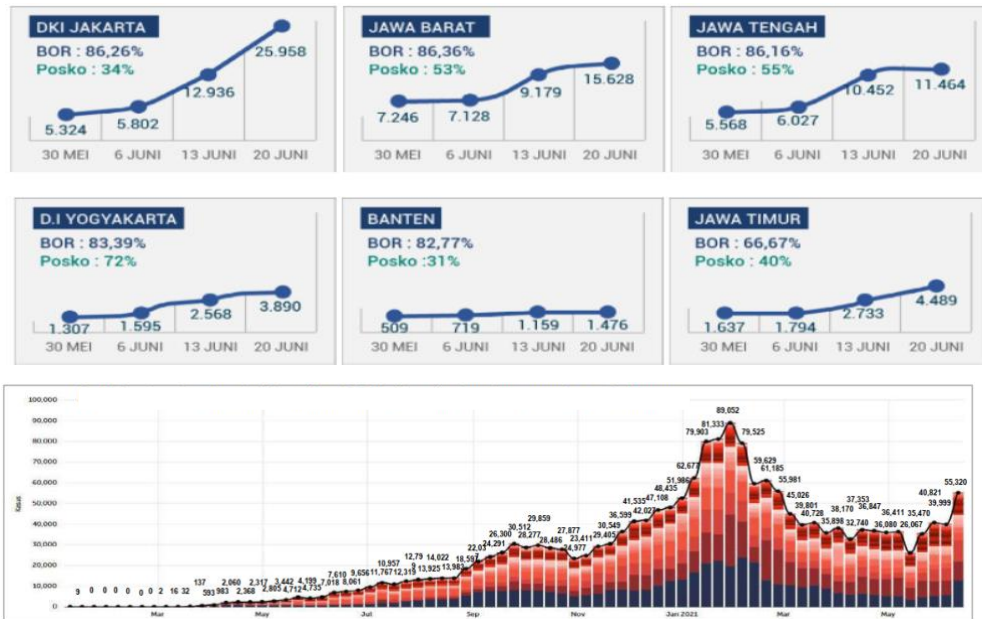 DKI JAKARTA
BOR : 86,26%
Posko : 34%
5.324 5.802 12.936 25.958
30 MEI 6 JUNI 13 JUNI 20 JUNI
JAWA BARAT
BOR : 86,36%
Posko : 53%
7.246 7.128 9.179 15.628
30 MEI 6 JUNI 13 JUNI 20 JUNI
JAWA TENGAH
BOR : 86,16%
Posko : 55%
5.568 6.027 10.452 11.464
30 MEI 6 JUNI 13 JUNI 20 JUNI
D.I YOGYAKARTA
BOR : 83,39%
Posko : 72%
1.307 1.595 2.568 3.890
30 MEI 6 JUNI 13 JUNI 20 JUNI
BANTEN
BOR : 82,77%
Posko :31%
509 719 1.159 1.476
30 MEI 6 JUNI 13 JUNI 20 JUNI
JAWA TIMUR
BOR : 66,67%
Posko : 40%
1.637 1.794 2.733 4.489
30 MEI 6 JUNI 13 JUNI 20 JUNI
100,000
90,000
80,000
70,000
60,000
50,000
40,000
30,000
20,000
10,000
0
Kasus
9 0 0 0 0 0 0 2 16 32 137 593 983 2,060 2,368 2,317 2,805 3,442 4,712 4,199 4,735 7,018 7,610 8,061 9,656 11,767 10,957 12,319 12,79 9 13,925 14,022 13,983 18,597 22,03 24,291 26,300 30,512 28,277 29,859 28,486 27,877 24,977 23,411 29,405 30,549 36,599 41,535 42,027 47,108 48,435 51,986 62,677 79,903 81,333 89,052 79,525 59,629 61,185 55,981 45,026 39,801 40,728 35,898 38,170 32,740 37,353 36,847 36,080 36,411 26,067 35,470 40,821 39,999 55,320
Mar May Jul Sep Nov Jan 2021 Mar May